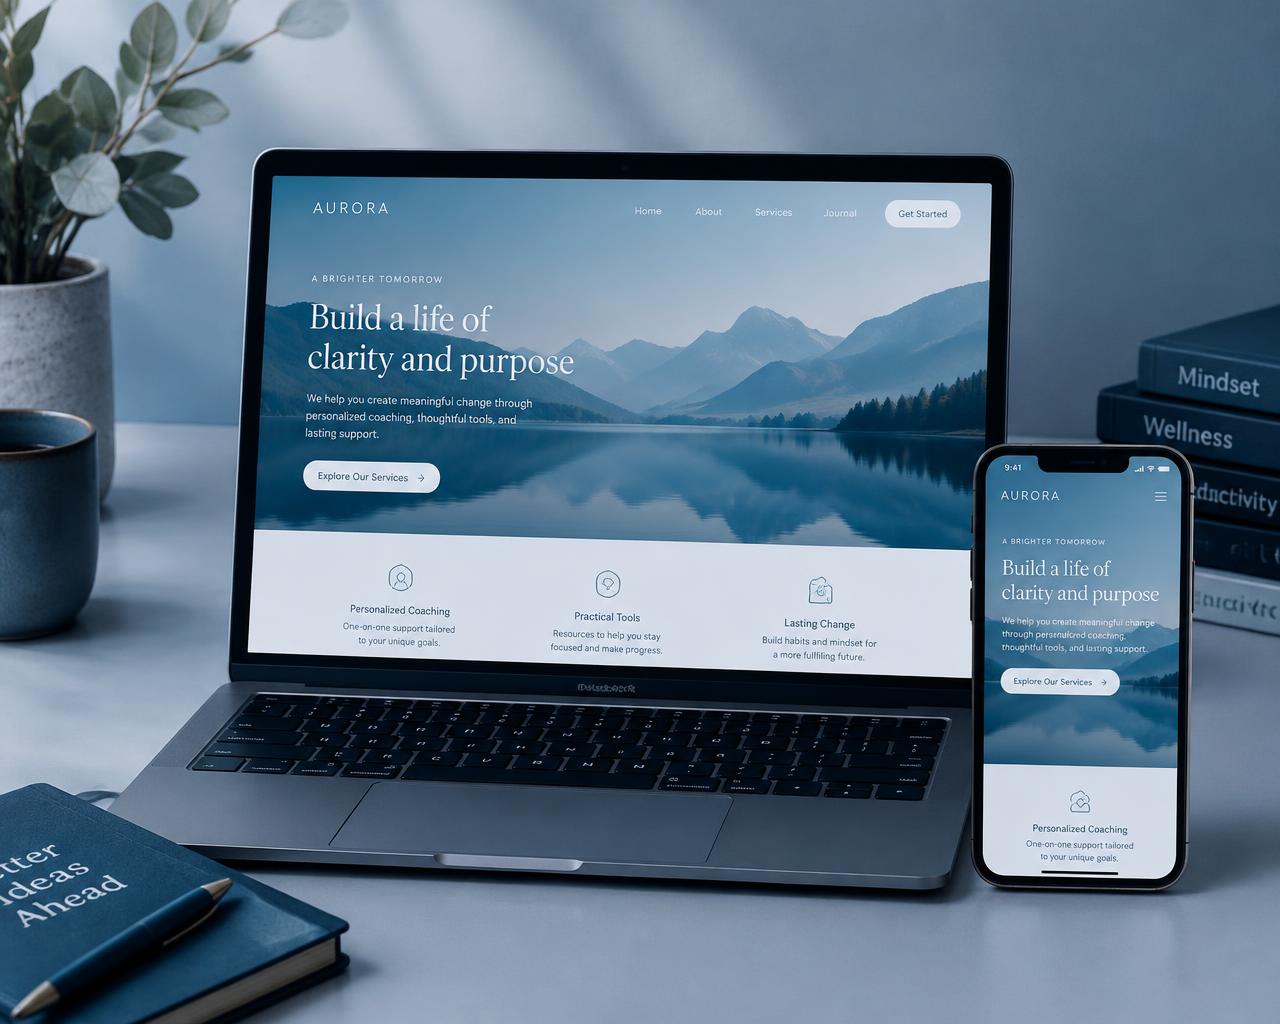 AURORA
Home
About
Services
Journal
Get Started
A BRIGHTER TOMORROW
Build a life of
clarity and purpose
We help you create meaningful change through
personalized coaching, thoughtful tools, and
lasting support.
Explore Our Services
Personalized Coaching
One-on-one support tailored
to your unique goals.
Practical Tools
Resources to help you stay
focused and make progress.
Lasting Change
Build habits and mindset for
a more fulfilling future.
Mindset
Wellness
9:41
AURORA
A BRIGHTER TOMORROW
Build a life of
clarity and purpose
We help you create meaningful change
through personalized coaching,
thoughtful tools, and lasting support.
Explore Our Services
Personalized Coaching
One-on-one support tailored
to your unique goals.
Ideas
Ahead